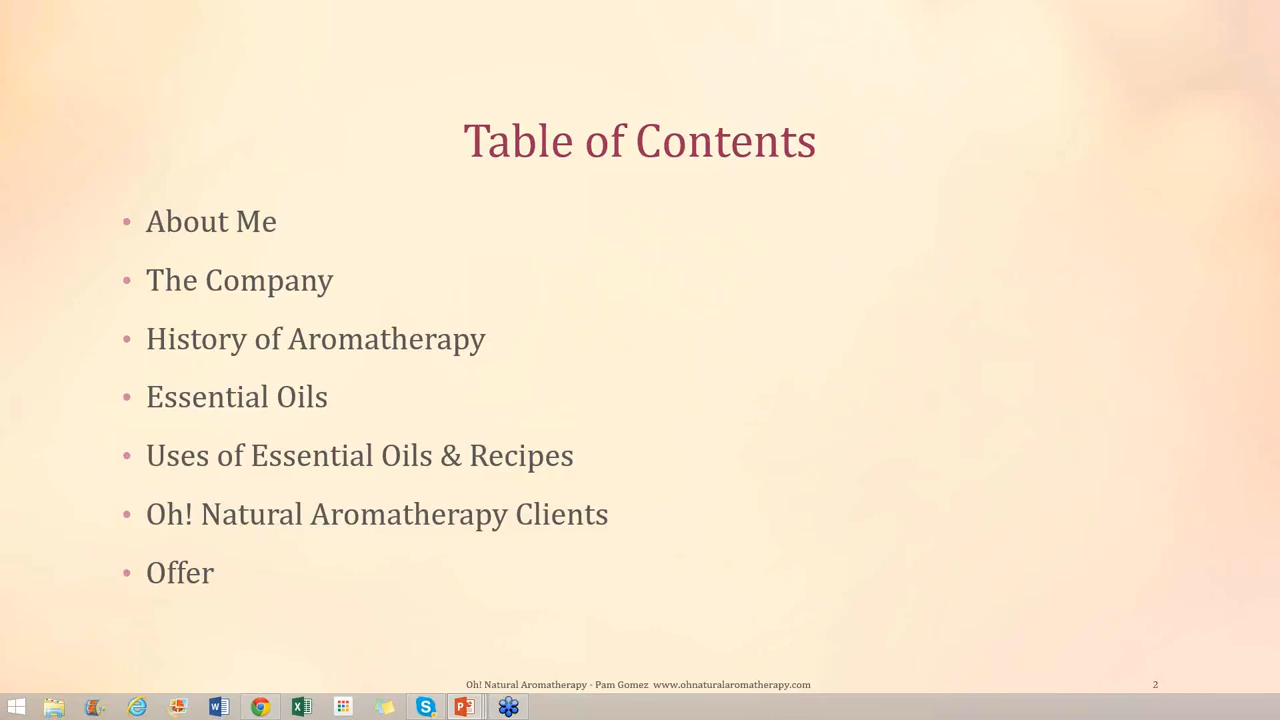 Table of Contents
• About Me
• The Company
• History of Aromatherapy
• Essential Oils
• Uses of Essential Oils & Recipes
• Oh! Natural Aromatherapy Clients
• Offer
Oh! Natural Aromatherapy - Pam Gomez www.ohnaturalaromatherapy.com 2